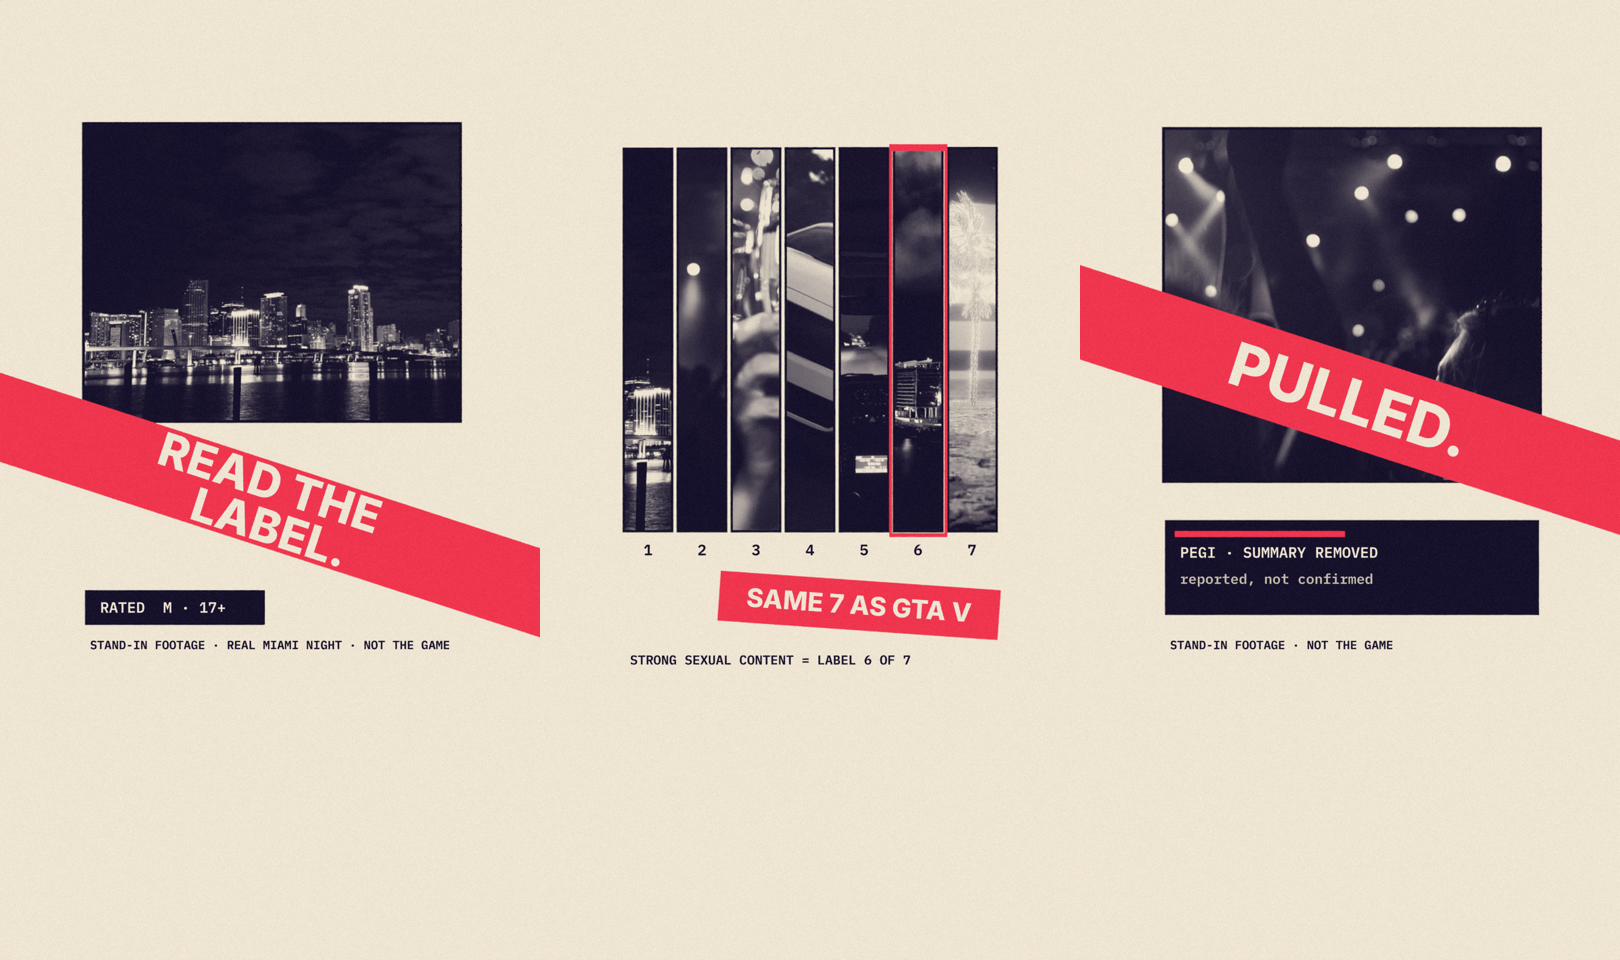 READ THE
LABEL.
RATED M · 17+
STAND-IN FOOTAGE · REAL MIAMI NIGHT · NOT THE GAME
1 2 3 4 5 6 7
SAME 7 AS GTA V
STRONG SEXUAL CONTENT = LABEL 6 OF 7
PULLED.
PEGI · SUMMARY REMOVED
reported, not confirmed
STAND-IN FOOTAGE · NOT THE GAME